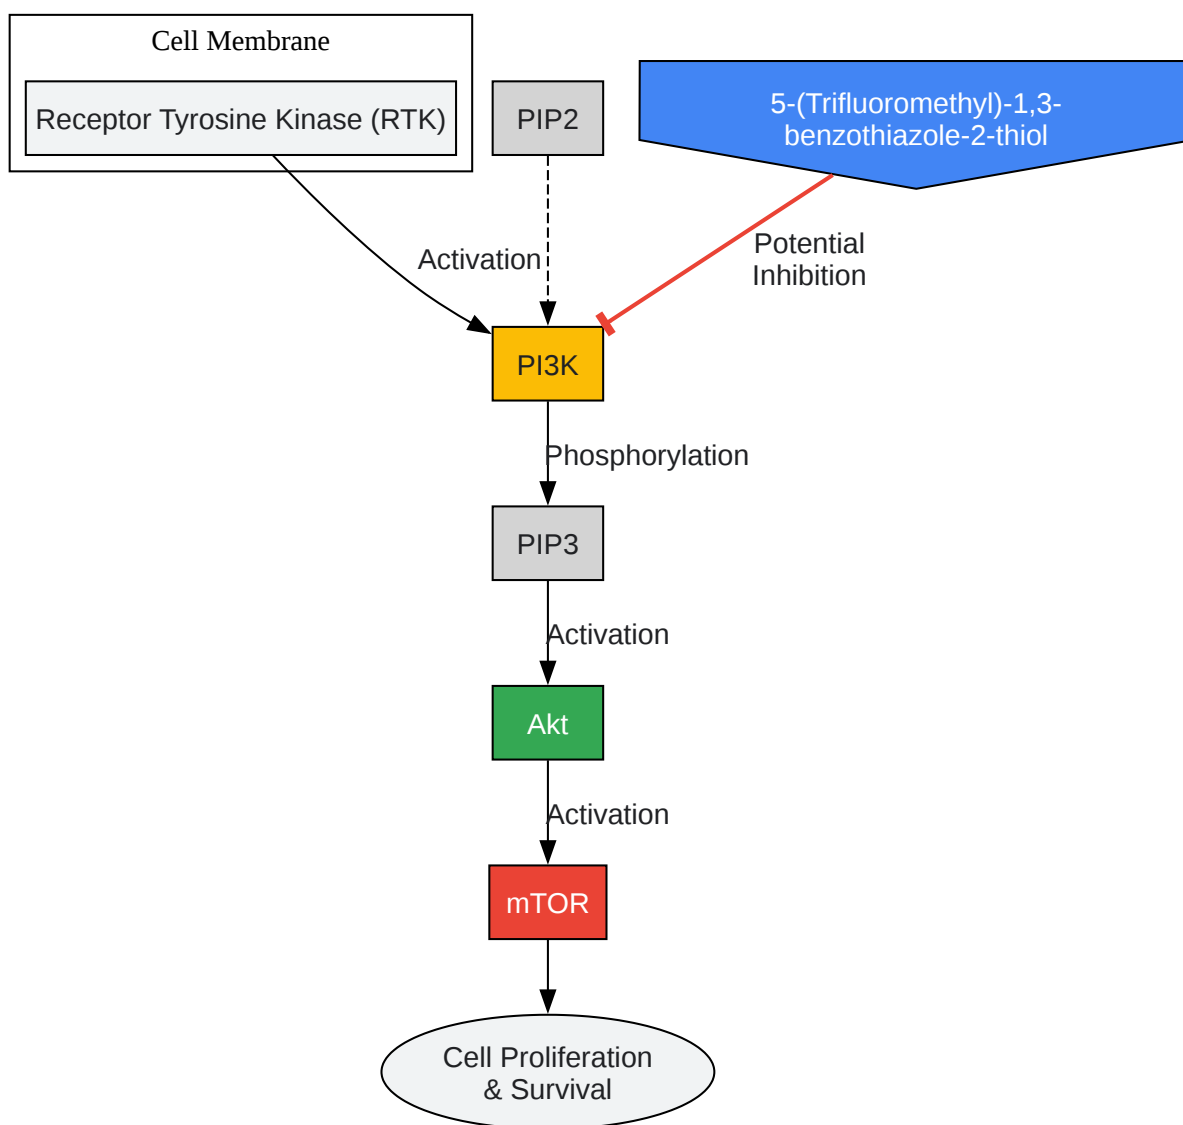 Cell Membrane
Receptor Tyrosine Kinase (RTK)
PIP2
5-(Trifluoromethyl)-1,3-
benzothiazole-2-thiol
Activation
Potential
Inhibition
PI3K
Phosphorylation
PIP3
Activation
Akt
Activation
mTOR
Cell Proliferation
& Survival